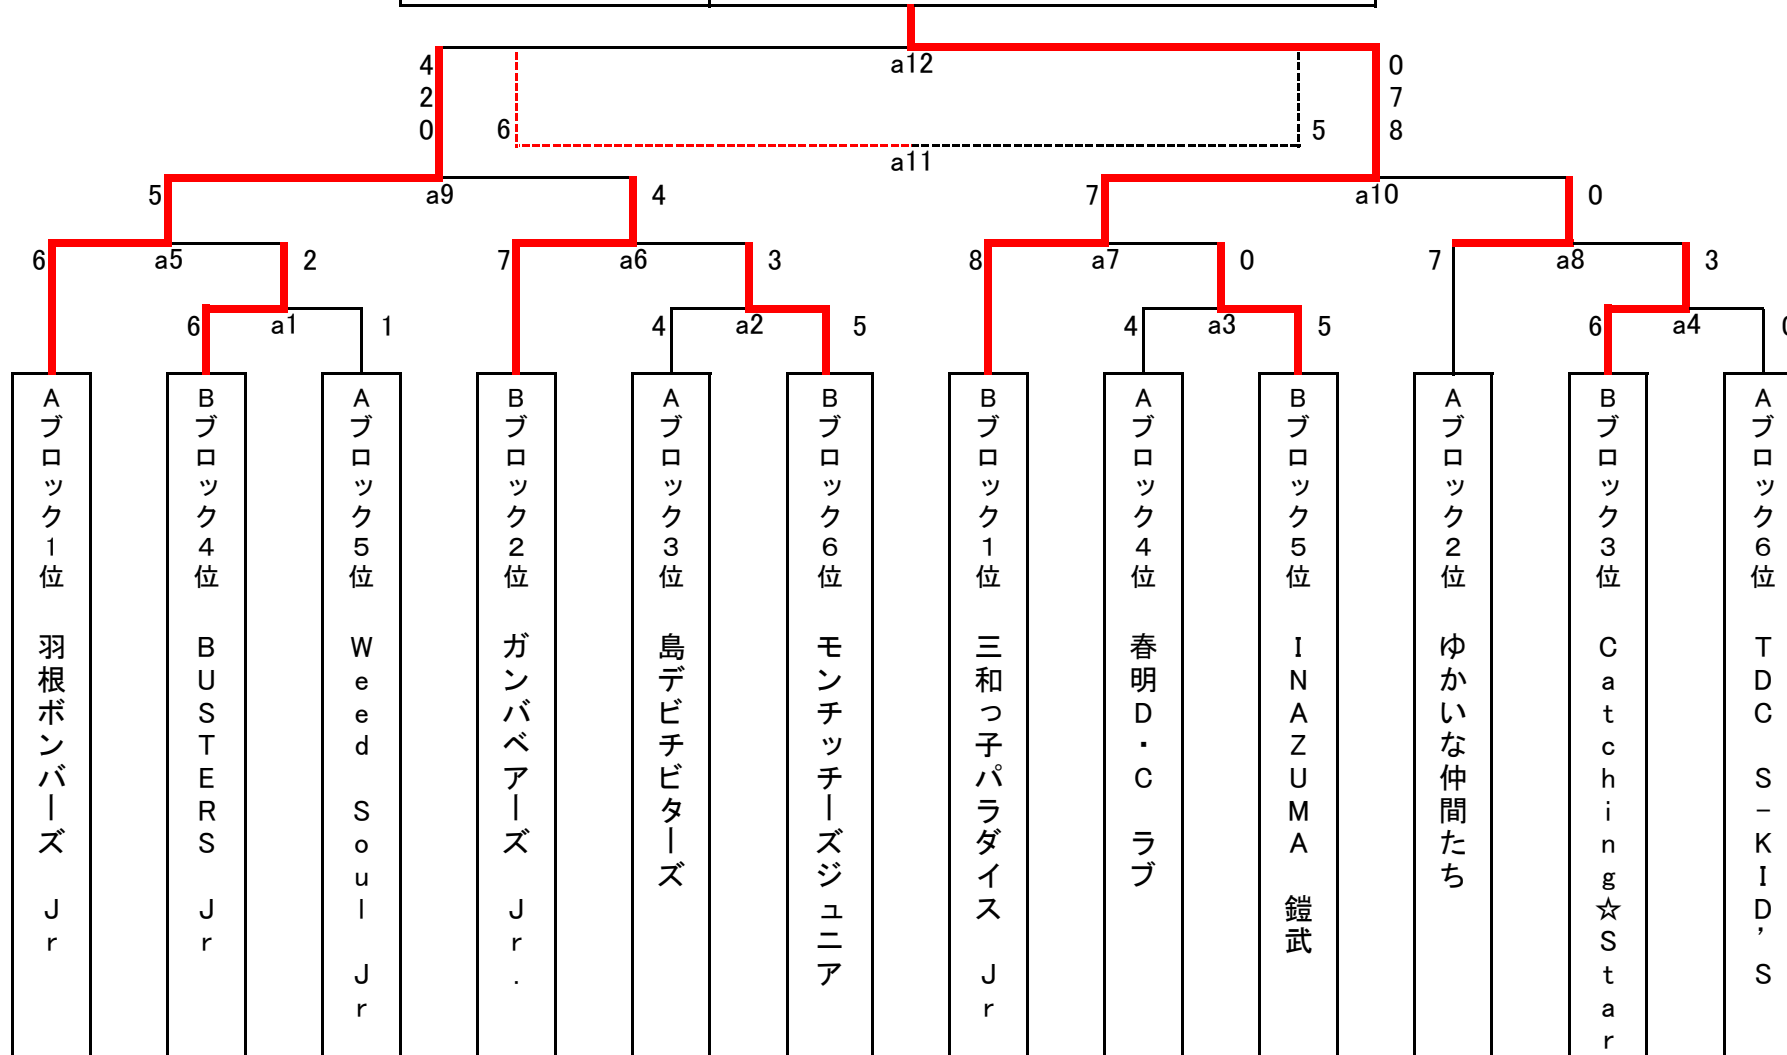 a12
4
2
0
0
7
8
6
5
a11
5
a9
4
7
a10
0
6
a5
2
7
a6
3
8
a7
0
7
a8
3
6
a1
1
4
a2
5
4
a3
5
6
a4
Aブロック1位 羽根ボンバーズ Jr
Bブロック4位 BUSTERS Jr
Aブロック5位 Weed Soul Jr
Bブロック2位 ガンバベアーズ Jr.
Aブロック3位 島デビチビターズ
Bブロック6位 モンチッチーズジュニア
Bブロック1位 三和っ子パラダイス Jr
Aブロック4位 春明D・C ラブ
Bブロック5位 INAZUMA 鎧武
Aブロック2位 ゆかいな仲間たち
Bブロック3位 Catching☆Star
Aブロック6位 TDC S-KID'S